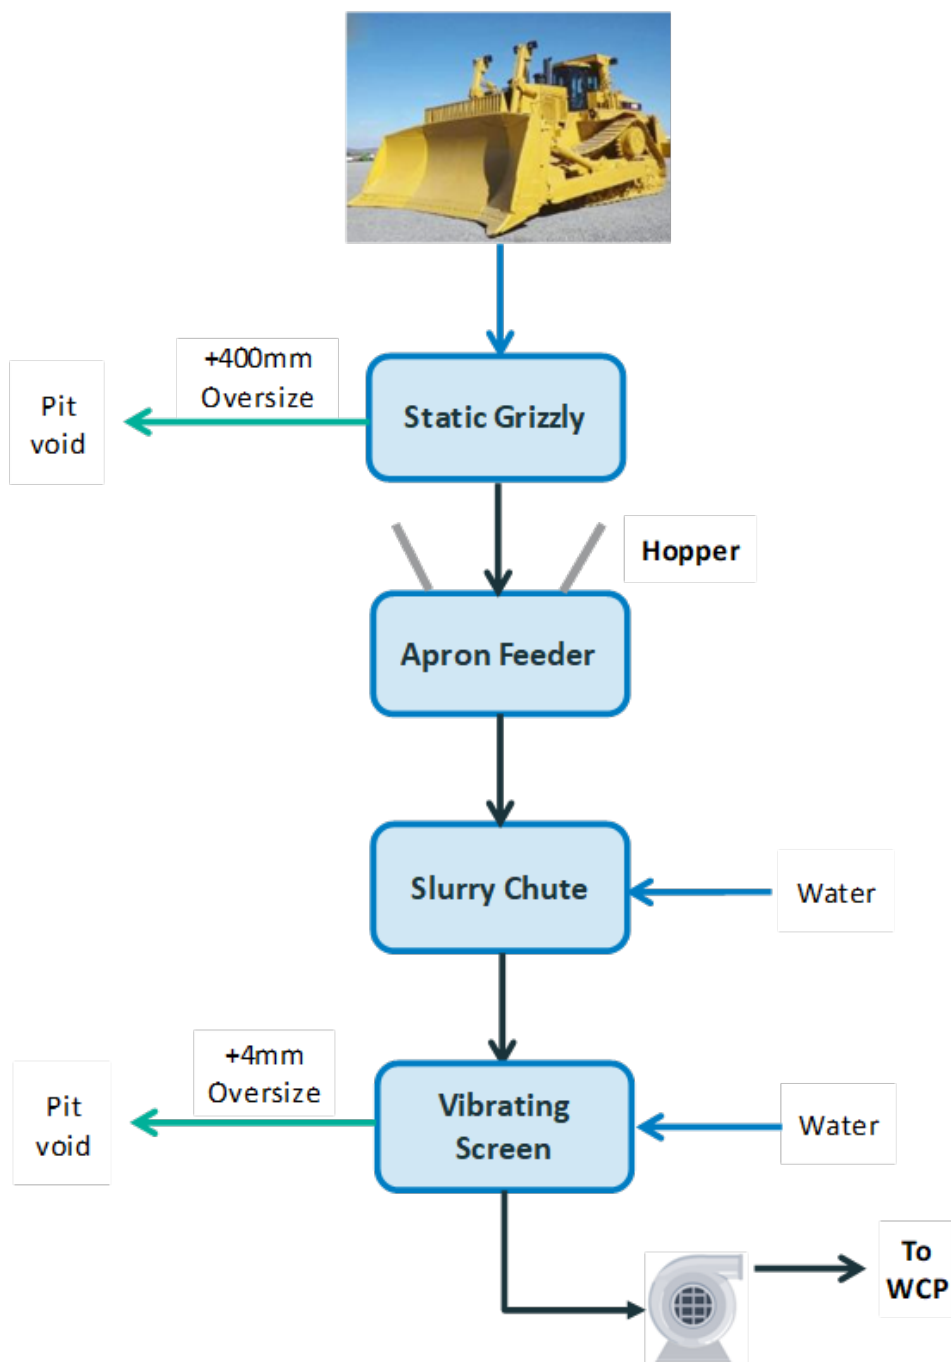 +400mm
Oversize
Pit
void
Static Grizzly
Hopper
Apron Feeder
Slurry Chute
Water
+4mm
Oversize
Pit
void
Vibrating
Screen
Water
To
WCP